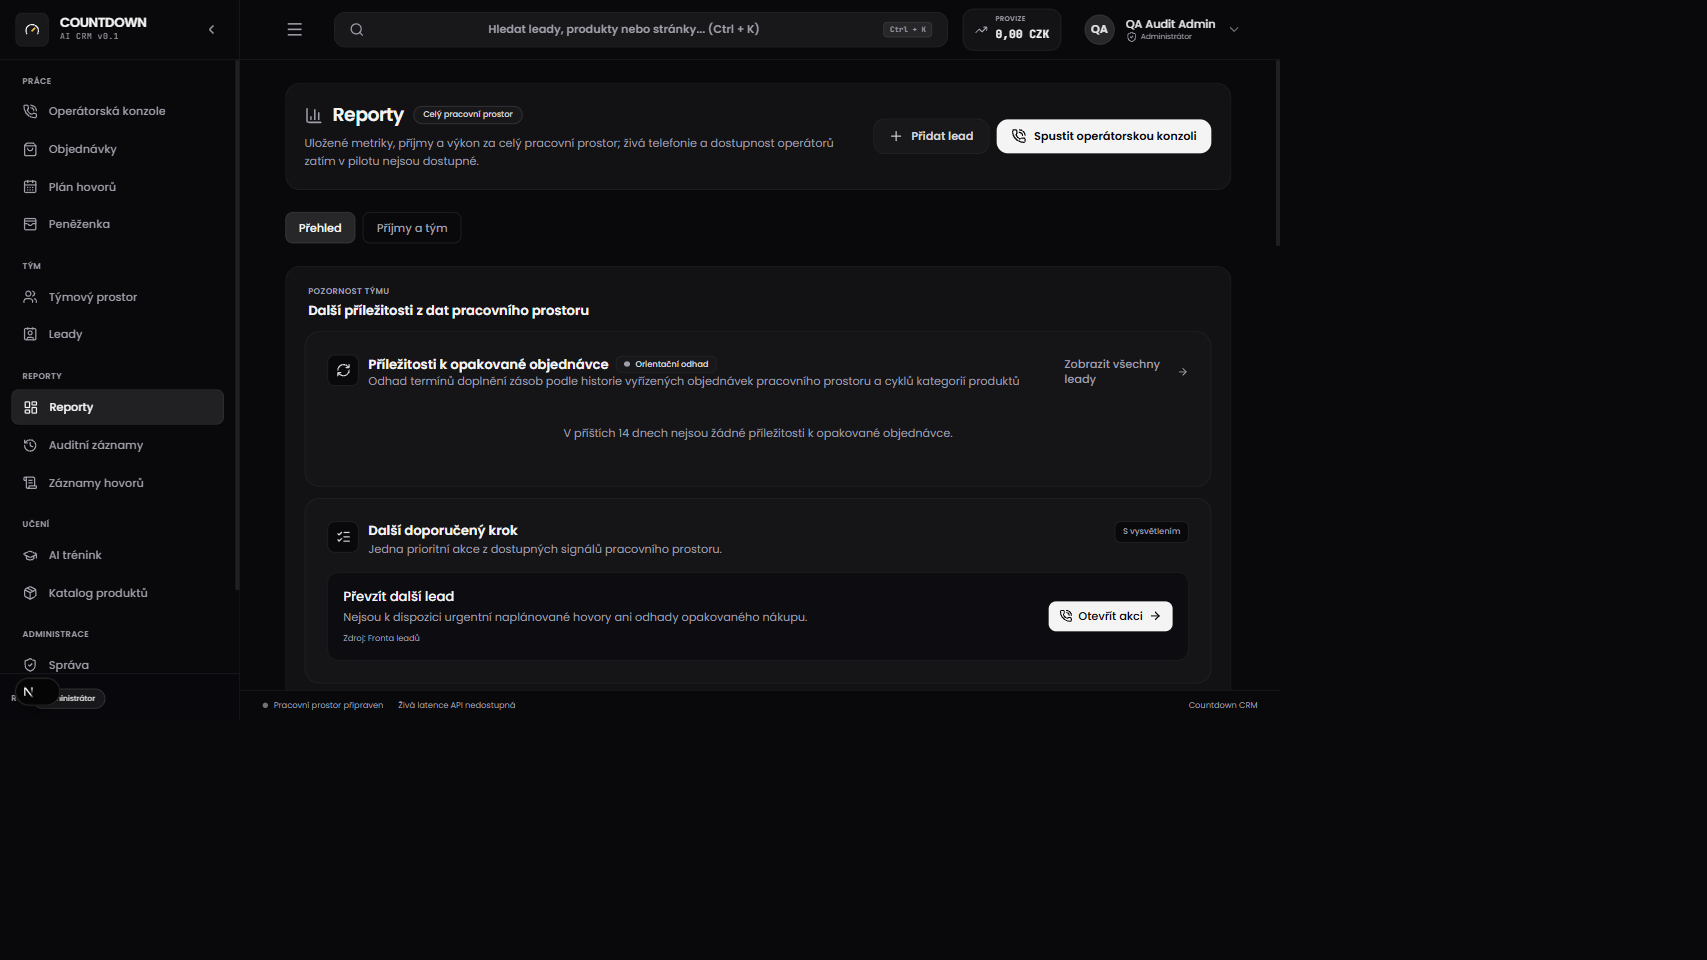 COUNTDOWN
AI CRM v0.1
Hledat leady, produkty nebo stránky... (Ctrl + K)
Ctrl + K
PROVIZE
0,00 CZK
QA
QA Audit Admin
Administrátor
PRÁCE
Operátorská konzole
Objednávky
Plán hovorů
Peněženka
TÝM
Týmový prostor
Leady
REPORTY
Reporty
Auditní záznamy
Záznamy hovorů
UČENÍ
AI trénink
Katalog produktů
ADMINISTRACE
Správa
N
Reporty
Celý pracovní prostor
Uložené metriky, příjmy a výkon za celý pracovní prostor; živá telefonie a dostupnost operátorů
zatím v pilotu nejsou dostupné.
Přidat lead
Spustit operátorskou konzoli
Přehled
Příjmy a tým
POZORNOST TÝMU
Další příležitosti z dat pracovního prostoru
Příležitosti k opakované objednávce
Orientační odhad
Odhad termínů doplnění zásob podle historie vyřízených objednávek pracovního prostoru a cyklů kategorií produktů
Zobrazit všechny
leady
V příštích 14 dnech nejsou žádné příležitosti k opakované objednávce.
Další doporučený krok
Jedna prioritní akce z dostupných signálů pracovního prostoru.
S vysvětlením
Převzít další lead
Nejsou k dispozici urgentní naplánované hovory ani odhady opakovaného nákupu.
Zdroj: Fronta leadů
Otevřít akci
Pracovní prostor připraven
Živá latence API nedostupná
Countdown CRM